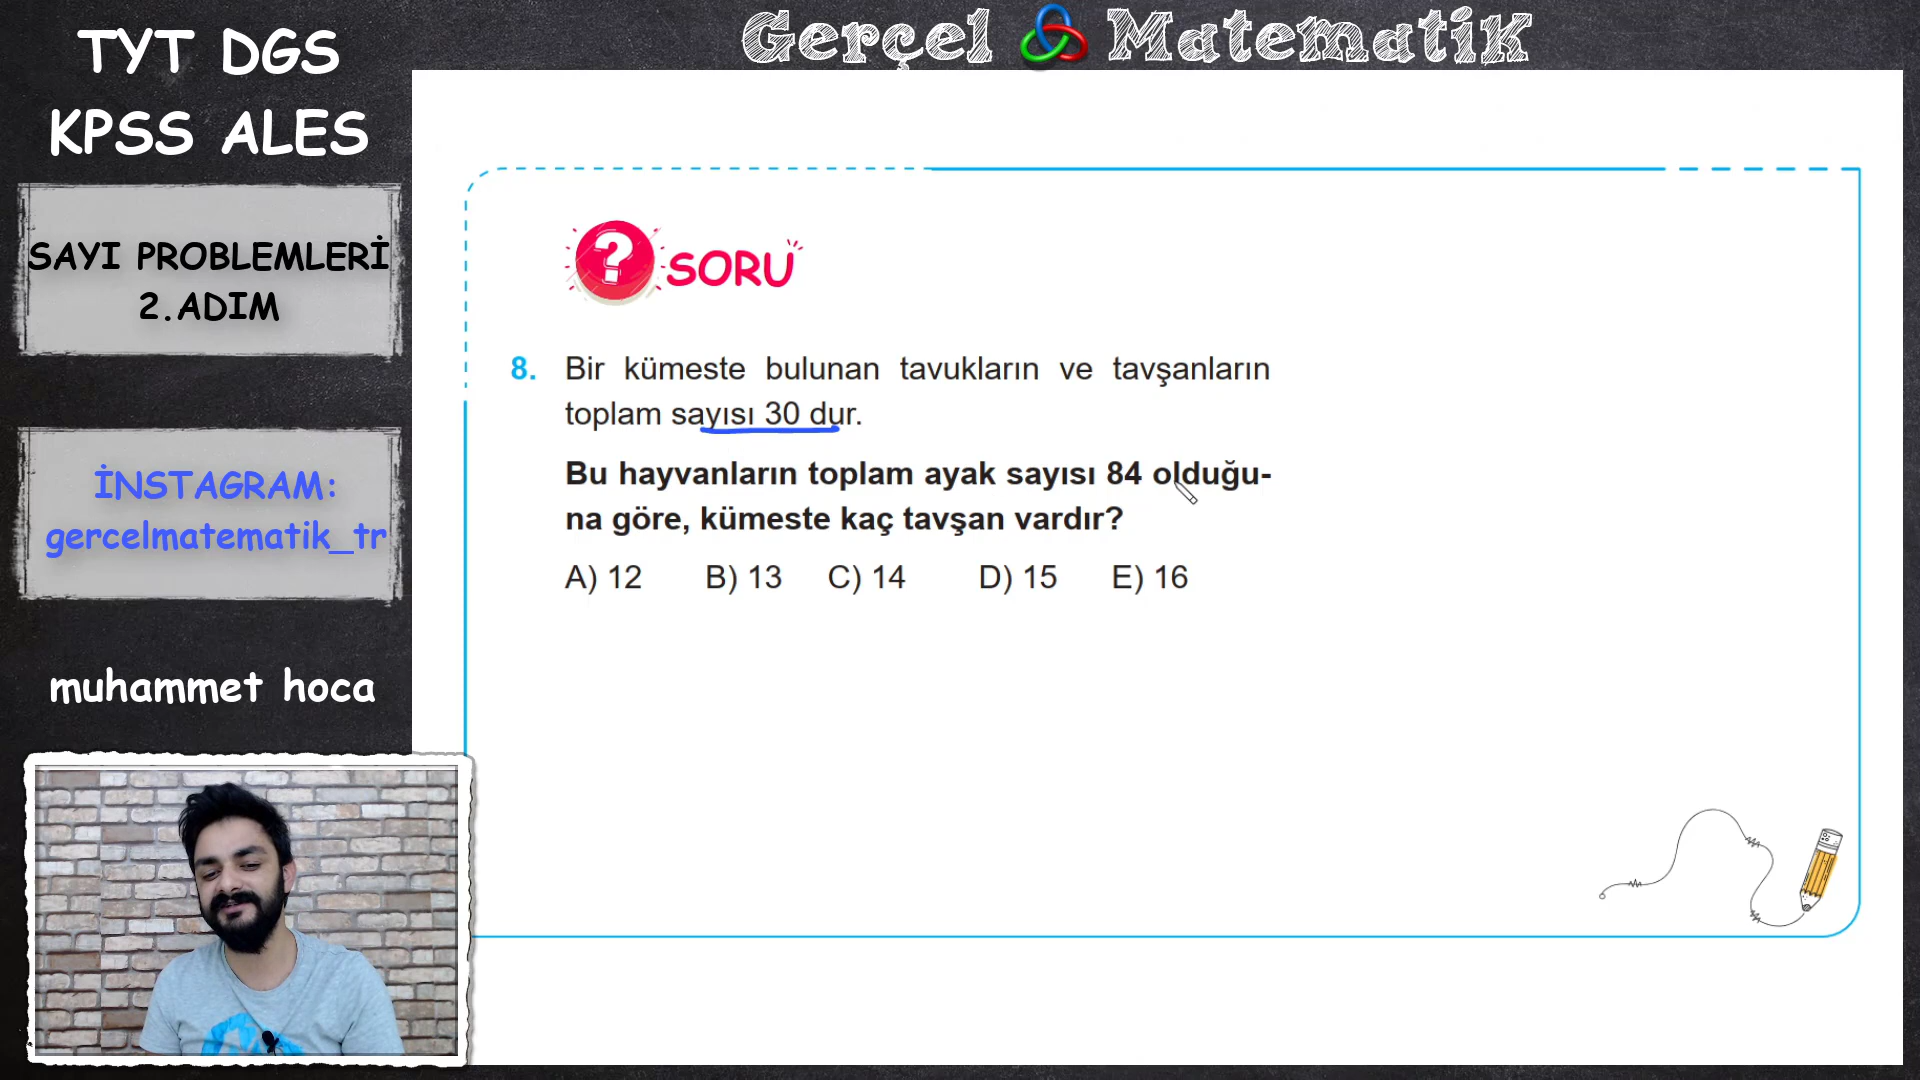 TYT DGS
KPSS ALES
Gerçel Matematik
SAYI PROBLEMLERİ
2.ADIM
İNSTAGRAM:
gercelmatematik_tr
muhammet hoca
? SORU
8. Bir kümeste bulunan tavukların ve tavşanların
toplam sayısı 30 dur.
Bu hayvanların toplam ayak sayısı 84 olduğu-
na göre, kümeste kaç tavşan vardır?
A) 12 B) 13 C) 14 D) 15 E) 16